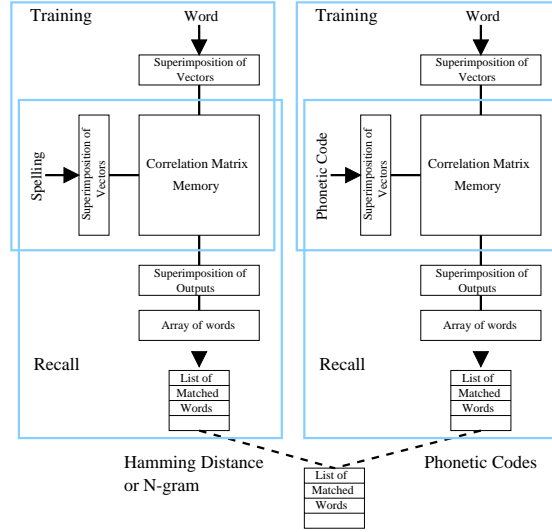 Training
Word
Superimposition of
Vectors
Spelling
Superimposition of
Vectors
Correlation Matrix
Memory
Superimposition of
Outputs
Array of words
Recall
List of
Matched
Words
Hamming Distance
or N-gram
Training
Word
Superimposition of
Vectors
Phonetic Code
Superimposition of
Vectors
Correlation Matrix
Memory
Superimposition of
Outputs
Array of words
Recall
List of
Matched
Words
Phonetic Codes
List of
Matched
Words